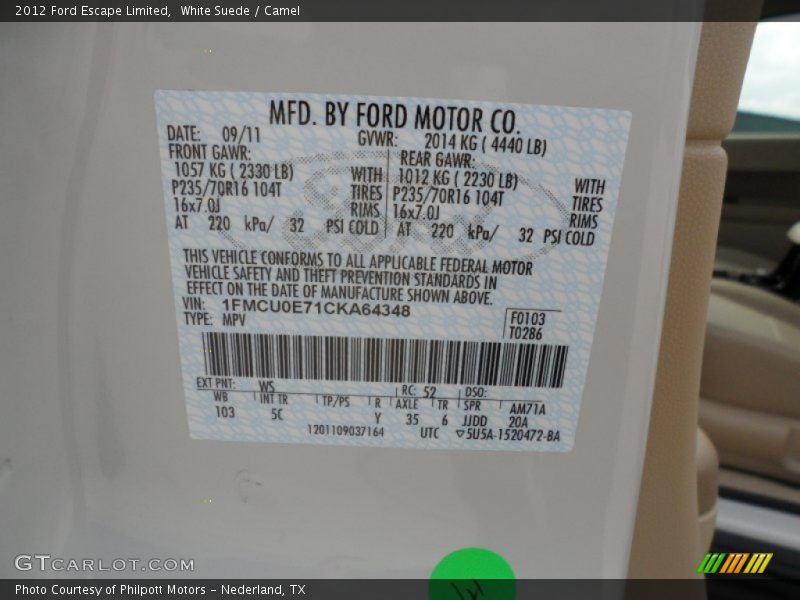 2012 Ford Escape Limited, White Suede / Camel
MFD. BY FORD MOTOR CO.
DATE: 09/11 GVWR: 2014 KG ( 4440 LB)
FRONT GAWR: REAR GAWR:
1057 KG ( 2330 LB) WITH 1012 KG ( 2230 LB) WITH
P235/70R16 104T TIRES P235/70R16 104T TIRES
16x7.0J RIMS 16x7.0J RIMS
AT 220 kPa/ 32 PSI COLD AT 220 kPa/ 32 PSI COLD
THIS VEHICLE CONFORMS TO ALL APPLICABLE FEDERAL MOTOR
VEHICLE SAFETY AND THEFT PREVENTION STANDARDS IN
EFFECT ON THE DATE OF MANUFACTURE SHOWN ABOVE.
VIN: 1FMCU0E71CKA64348
TYPE: MPV
F0103
T02B6
EXT PNT: WS RC: 52 DSO:
WB INT TR TP/PS R AXLE TR SPR AM71A
103 5C Y 35 6 JJDD 20A
1201109037164 UTC ▽5U5A-1520472-BA
GTCARLOT.COM
Photo Courtesy of Philpott Motors - Nederland, TX